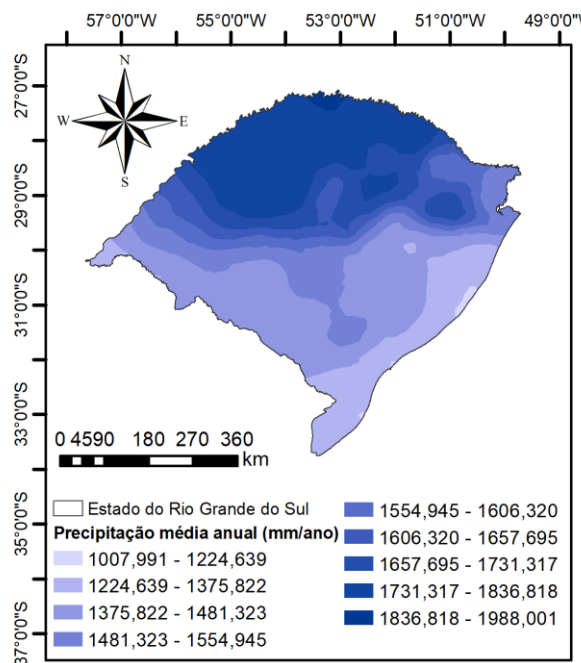 57°0'0"W 55°0'0"W 53°0'0"W 51°0'0"W 49°0'0"W
N
W E
S
27°0'0"S
29°0'0"S
31°0'0"S
33°0'0"S
35°0'0"S
37°0'0"S
0 4590 180 270 360
km
Estado do Rio Grande do Sul
Precipitação média anual (mm/ano)
1007,991 - 1224,639
1224,639 - 1375,822
1375,822 - 1481,323
1481,323 - 1554,945
1554,945 - 1606,320
1606,320 - 1657,695
1657,695 - 1731,317
1731,317 - 1836,818
1836,818 - 1988,001